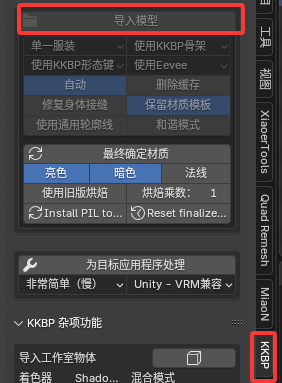 导入模型
单一服装 使用KKBP骨架
使用KKBP形态键 使用Eevee
自动 删除缓存
修复身体接缝 保留材质模板
使用通用轮廓线 和谐模式
最终确定材质
亮色 暗色 法线
使用旧版烘焙 烘焙乘数: 1
Install PIL to... Reset finalize...
为目标应用程序处理
非常简单（慢） Unity - VRM兼容
KKBP 杂项功能
导入工作室物体
着色器 Shado... 混合模式
工具
视图
XiaoerTools
Quad Remesh
MiaoN
KKBP